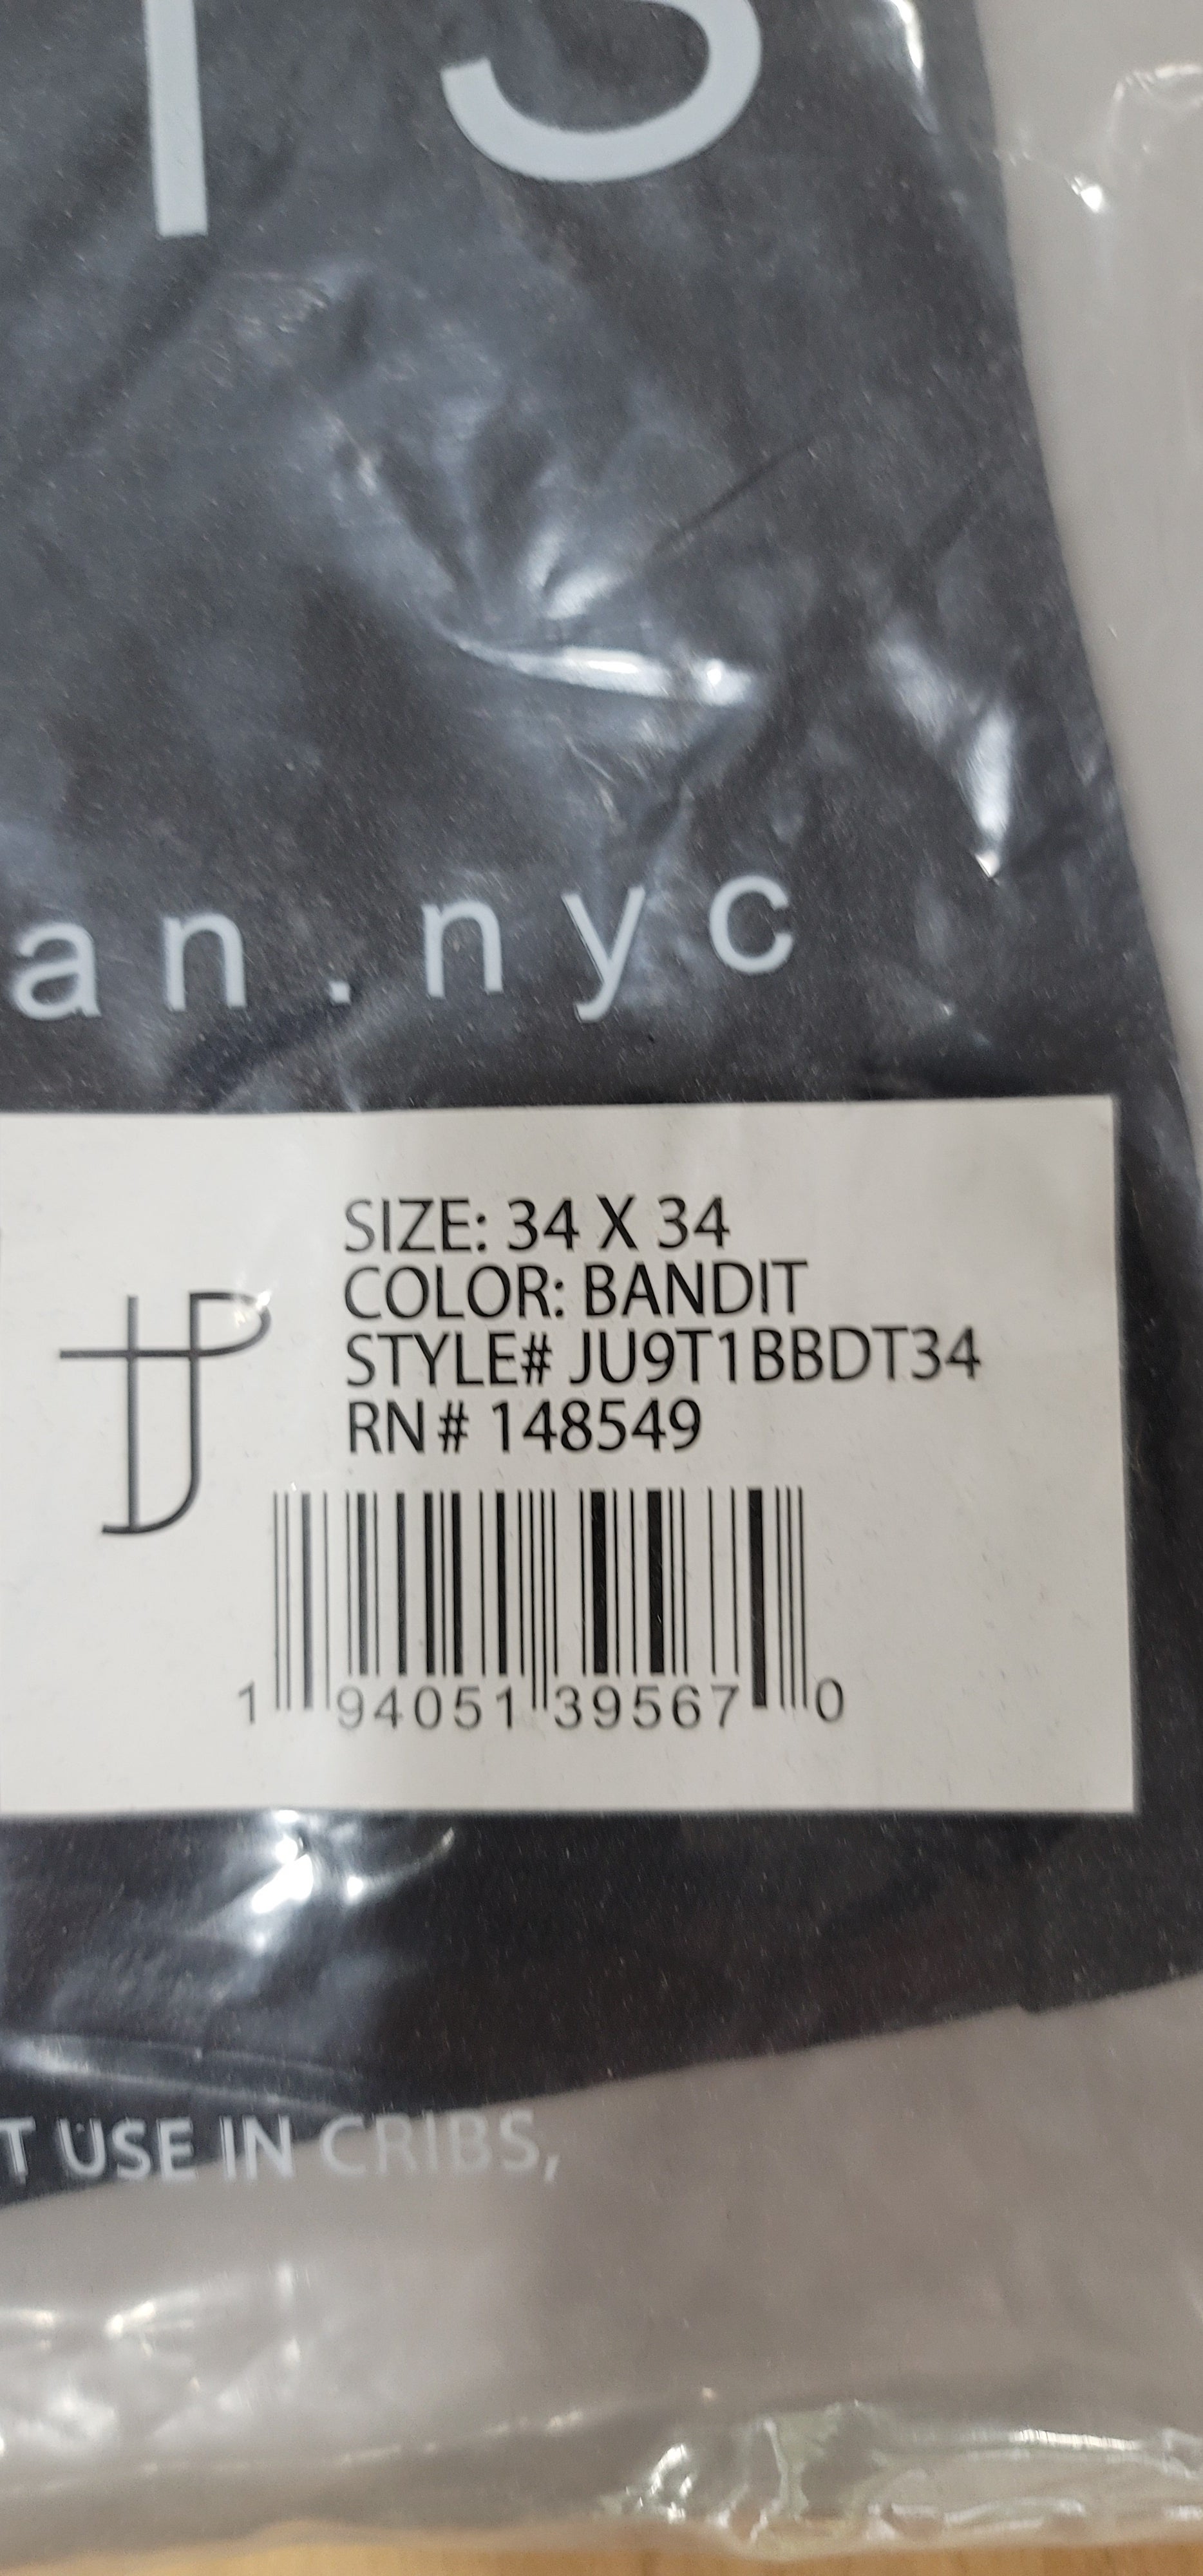 an.nyc
SIZE: 34 X 34
COLOR: BANDIT
STYLE# JU9T1BBDT34
RN# 148549
1 94051 39567 0
T USE IN CRIBS,